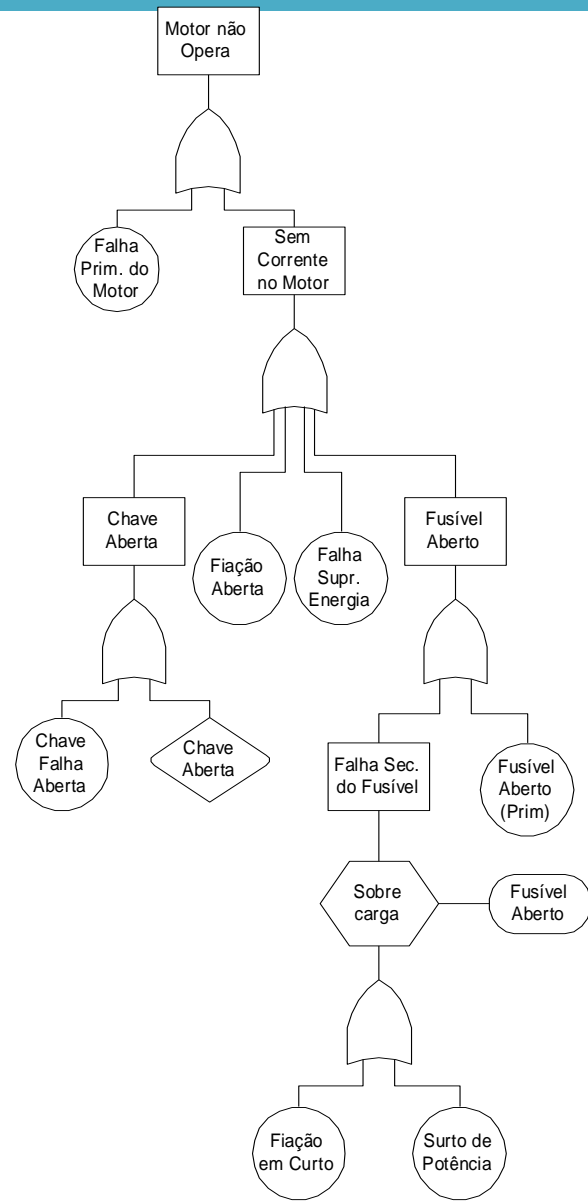 Motor não
Opera
Falha
Prim. do
Motor
Sem
Corrente
no Motor
Chave
Aberta
Fiação
Aberta
Falha
Supr.
Energia
Fusível
Aberto
Chave
Falha
Aberta
Chave
Aberta
Falha Sec.
do Fusível
Fusível
Aberto
(Prim)
Sobre
carga
Fusível
Aberto
Fiação
em Curto
Surto de
Potência